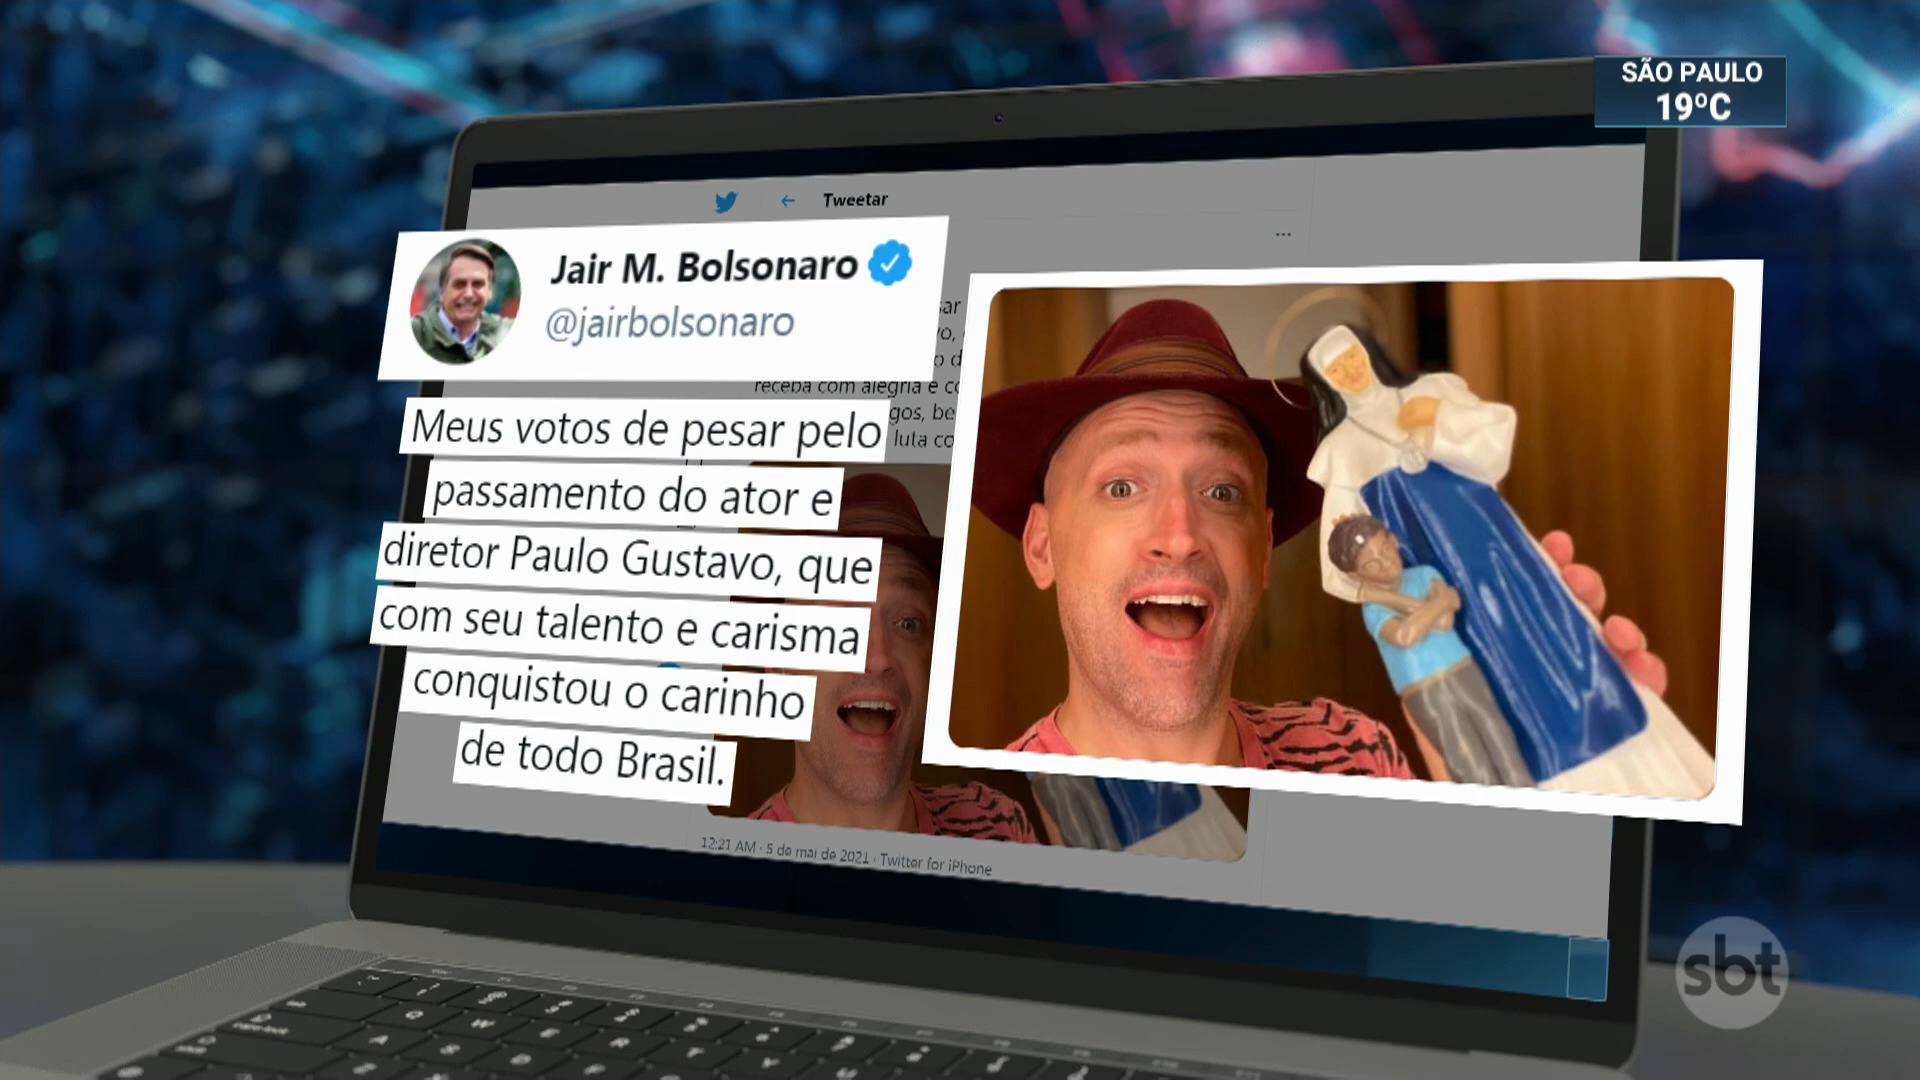 SÃO PAULO
19ºC
Tweetar
Jair M. Bolsonaro
@jairbolsonaro
receba com alegria e
luta
Meus votos de pesar pelo
passamento do ator e
diretor Paulo Gustavo, que
com seu talento e carisma
conquistou o carinho
de todo Brasil.
12:21 AM · 5 de mai de 2021 · Twitter for iPhone
sbt